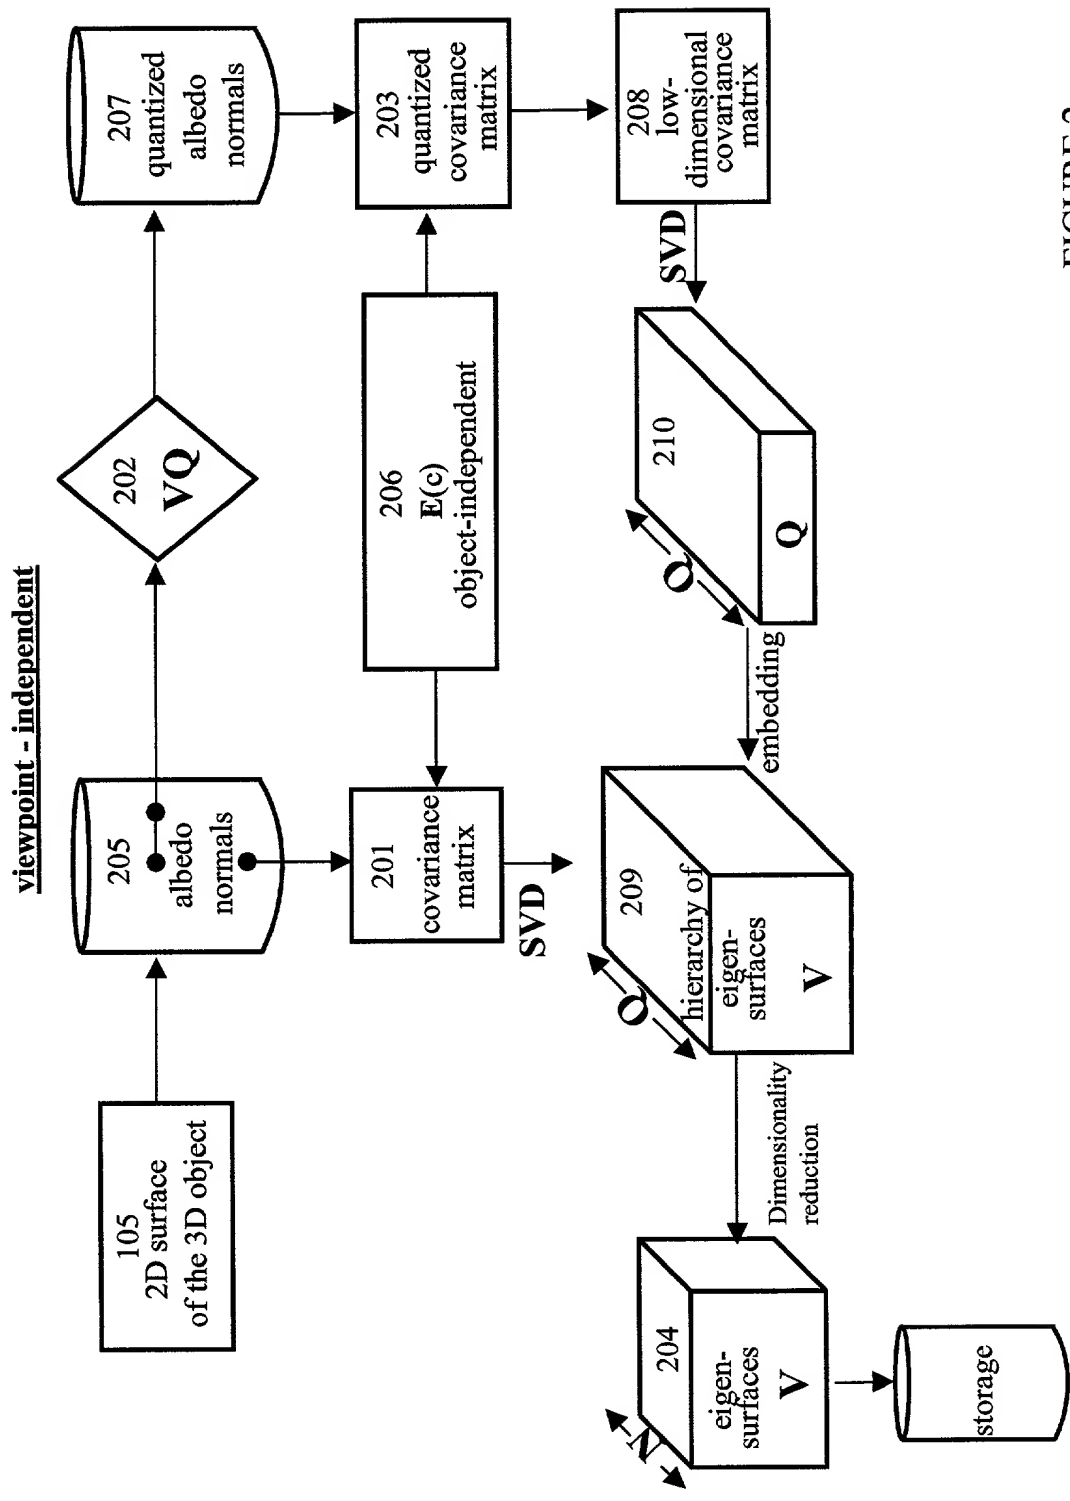 viewpoint - independent
105
2D surface
of the 3D object
205
albedo
normals
202
VQ
207
quantized
albedo
normals
201
covariance
matrix
206
E(c)
object-independent
203
quantized
covariance
matrix
SVD
208
low-
dimensional
covariance
matrix
SVD
204
eigen-
surfaces
V
N
Dimensionality
reduction
209
hierarchy of
eigen-
surfaces
V
Q
embedding
210
Q
Q
storage